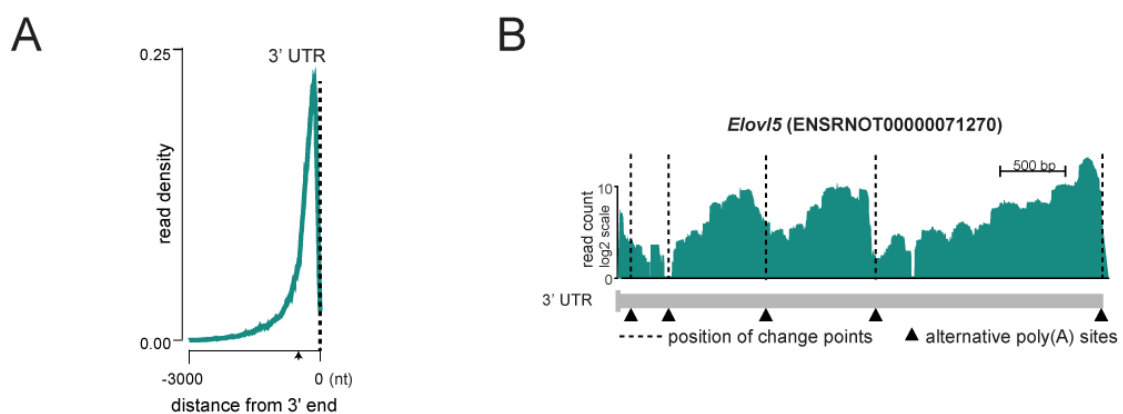 A
0.25
3' UTR
read density
0.00
-3000
0 (nt)
distance from 3' end
B
Elovl5 (ENSRNOT00000071270)
500 bp
10
read count
log2 scale
0
3' UTR
position of change points
alternative poly(A) sites